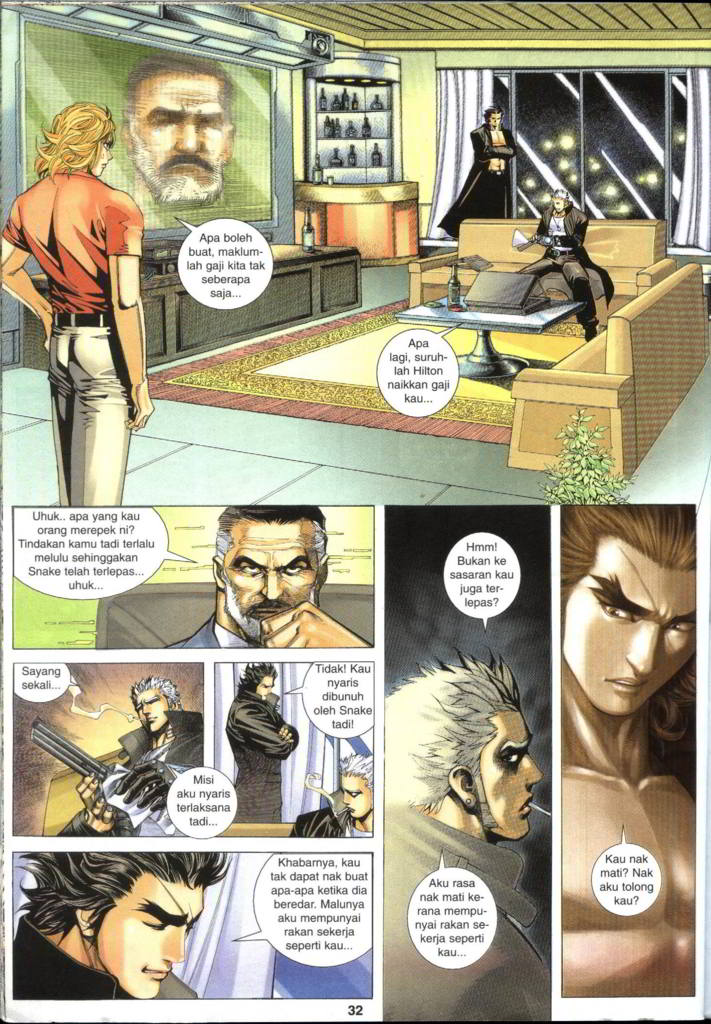 Apa boleh
buat, maklum-
lah gaji kita tak
seberapa
saja...
Apa
lagi, suruh-
lah Hilton
naikkan gaji
kau...
Uhuk.. apa yang kau
orang merepek ni?
Tindakan kamu tadi terlalu
melulu sehinggakan
Snake telah terlepas...
uhuk...
Sayang
sekali...
Misi
aku nyaris
terlaksana
tadi...
Tidak! Kau
nyaris
dibunuh
oleh Snake
tadi!
Khabarnya, kau
tak dapat nak buat
apa-apa ketika dia
beredar. Malunya
aku mempunyai
rakan sekerja
seperti kau...
Hmm!
Bukan ke
sasaran kau
juga ter-
lepas?
Aku rasa
nak mati ke-
rana mempu-
nyai rakan se-
kerja seperti
kau...
Kau nak
mati? Nak
aku tolong
kau?
32